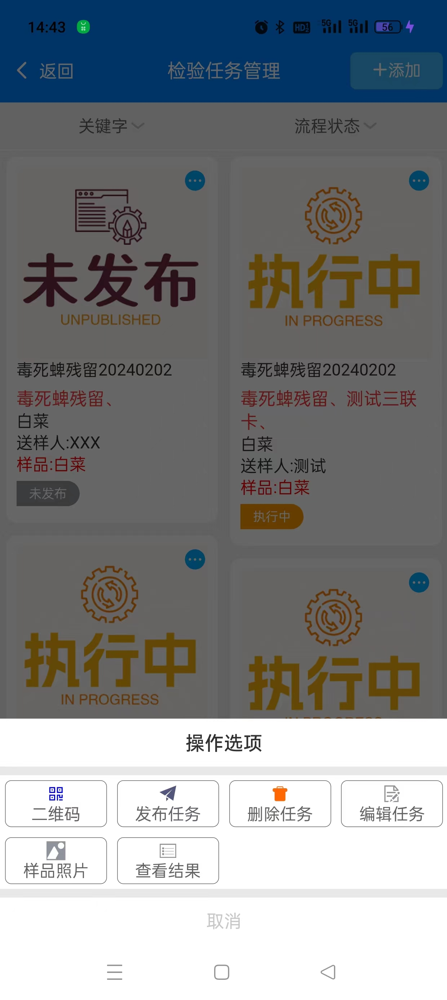 14:43
HD 1 2 5G 5G 56
返回
检验任务管理
+添加
关键字
流程状态
未发布
UNPUBLISHED
毒死蜱残留20240202
毒死蜱残留、
白菜
送样人:XXX
样品:白菜
未发布
执行中
IN PROGRESS
毒死蜱残留20240202
毒死蜱残留、测试三联
卡、
白菜
送样人:测试
样品:白菜
执行中
执行中
IN PROGRESS
执行中
IN PROGRESS
操作选项
二维码
发布任务
删除任务
编辑任务
样品照片
查看结果
取消